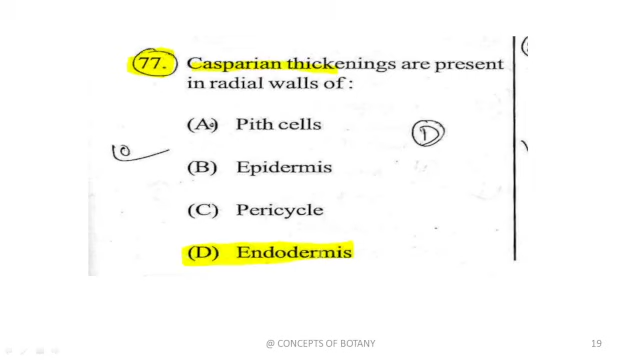 77. Casparian thickenings are present
in radial walls of :
(A) Pith cells
D
(B) Epidermis
(C) Pericycle
(D) Endodermis
@ CONCEPTS OF BOTANY
19